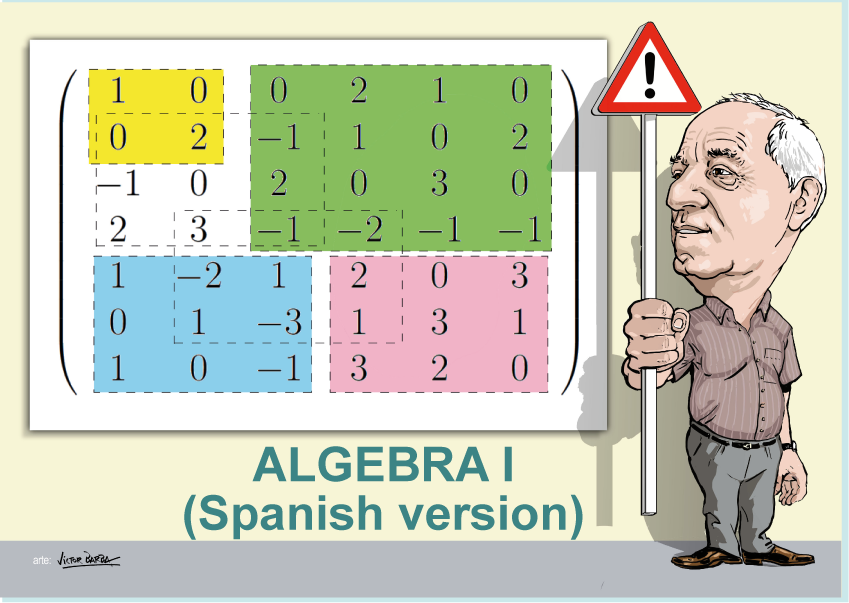 1 0 0 2 1 0
0 2 −1 1 0 2
−1 0 2 0 3 0
2 3 −1 −2 −1 −1
1 −2 1 2 0 3
0 1 −3 1 3 1
1 0 −1 3 2 0
!
ALGEBRA I
(Spanish version)
arte: VICTOR BARBA